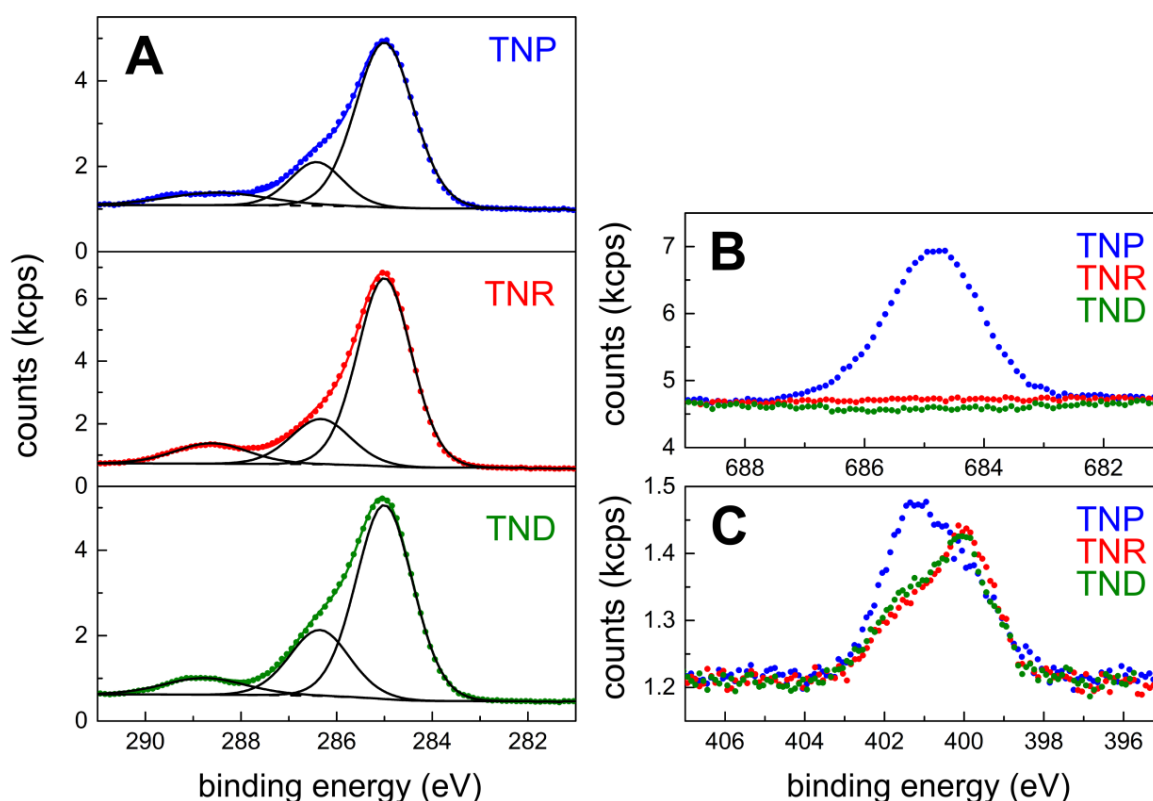 A
TNP
4
2
0
TNR
6
4
2
0
TND
4
2
0
290 288 286 284 282
binding energy (eV)
counts (kcps)
B
TNP
TNR
TND
7
6
5
4
688 686 684 682
counts (kcps)
C
TNP
TNR
TND
1.5
1.4
1.3
1.2
406 404 402 400 398 396
binding energy (eV)
counts (kcps)